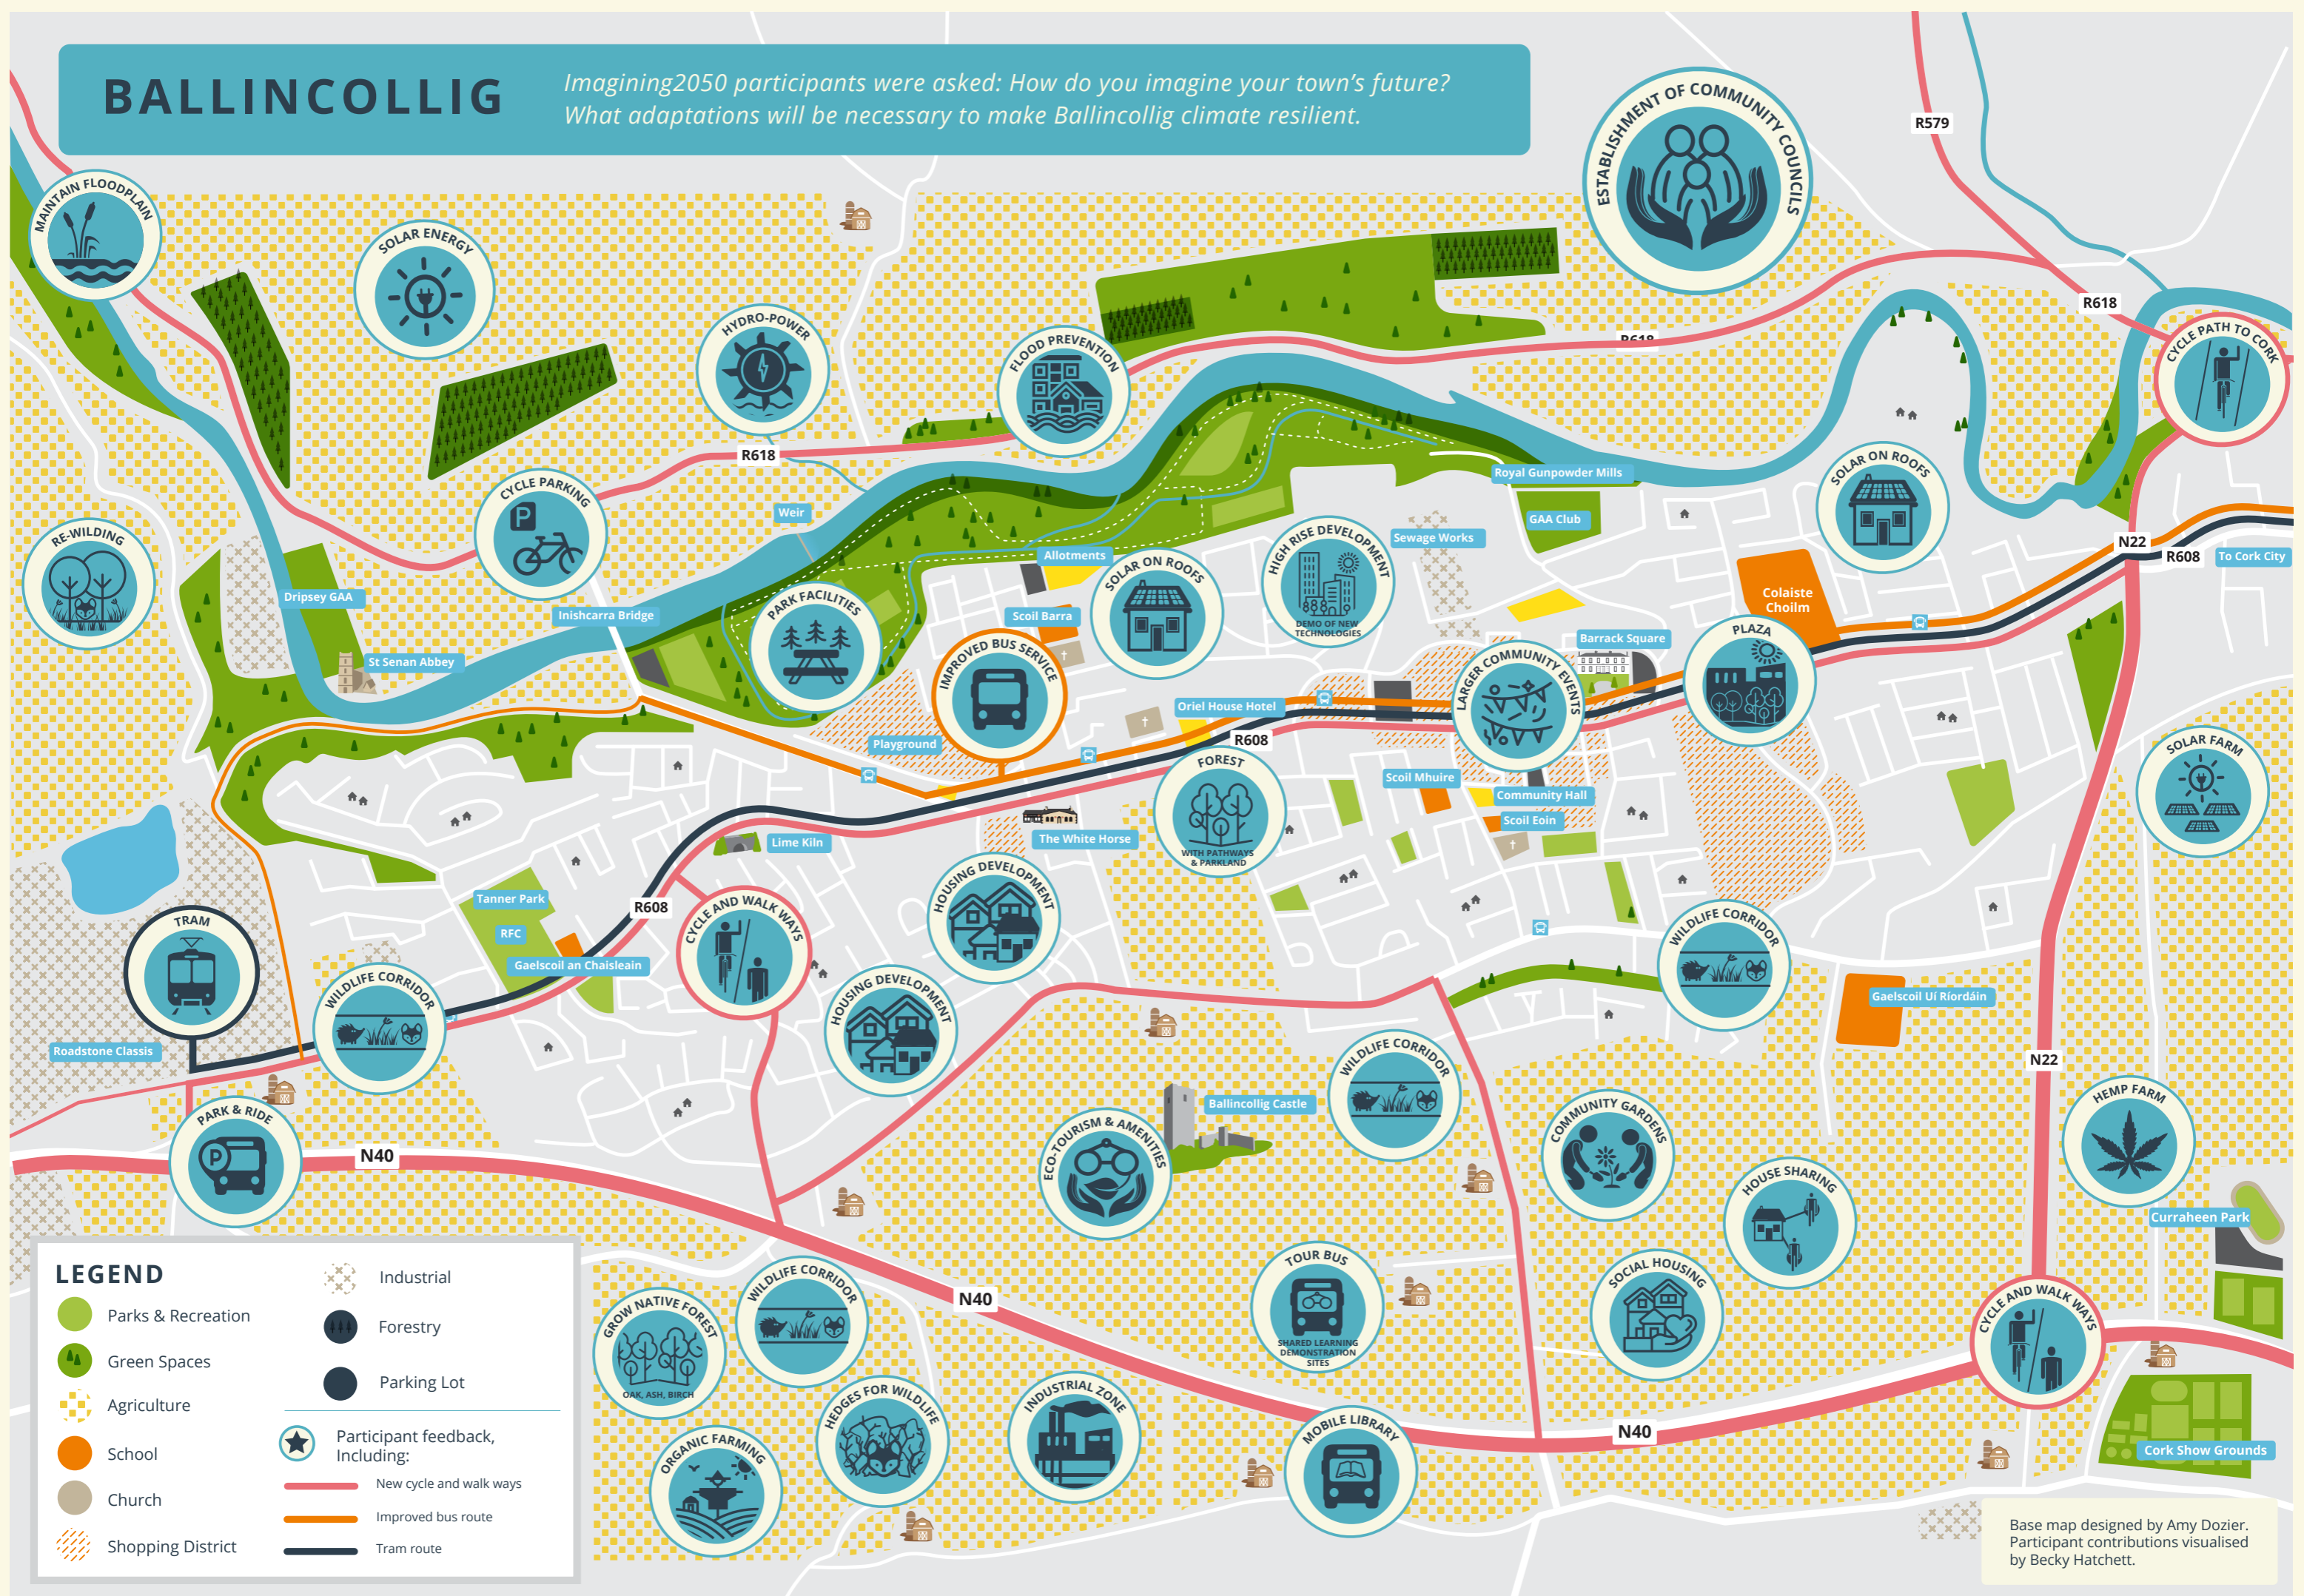 BALLINCOLLIG
Imagining2050 participants were asked: How do you imagine your town's future?
What adaptations will be necessary to make Ballincollig climate resilient.
ESTABLISHMENT OF COMMUNITY COUNCILS
R579
MAINTAIN FLOODPLAIN
SOLAR ENERGY
HYDRO-POWER
FLOOD PREVENTION
R618
R618
CYCLE PATH TO CORK
R618
CYCLE PARKING
P
Weir
Royal Gunpowder Mills
SOLAR ON ROOFS
GAA Club
RE-WILDING
HIGH RISE DEVELOPMENT
DEMO OF NEW
TECHNOLOGIES
Sewage Works
N22
R608
To Cork City
Allotments
SOLAR ON ROOFS
Dripsey GAA
Inishcarra Bridge
PARK FACILITIES
Scoil Barra
Colaiste
Choilm
IMPROVED BUS SERVICE
Barrack Square
PLAZA
St Senan Abbey
LARGER COMMUNITY EVENTS
Oriel House Hotel
Playground
R608
FOREST
WITH PATHWAYS
& PARKLAND
SOLAR FARM
Scoil Mhuire
Community Hall
Scoil Eoin
Lime Kiln
The White Horse
HOUSING DEVELOPMENT
Tanner Park
RFC
R608
CYCLE AND WALK WAYS
TRAM
Gaelscoil an Chaisleain
WILDLIFE CORRIDOR
WILDLIFE CORRIDOR
HOUSING DEVELOPMENT
Gaelscoil Uí Ríordáin
Roadstone Classis
WILDLIFE CORRIDOR
N22
Ballincollig Castle
PARK & RIDE
P
N40
ECO-TOURISM & AMENITIES
COMMUNITY GARDENS
HEMP FARM
HOUSE SHARING
Curraheen Park
TOUR BUS
SHARED LEARNING
DEMONSTRATION
SITES
SOCIAL HOUSING
WILDLIFE CORRIDOR
N40
GROW NATIVE FOREST
OAK, ASH, BIRCH
CYCLE AND WALK WAYS
HEDGES FOR WILDLIFE
INDUSTRIAL ZONE
MOBILE LIBRARY
N40
ORGANIC FARMING
Cork Show Grounds
LEGEND
Parks & Recreation
Green Spaces
Agriculture
School
Church
Shopping District
Industrial
Forestry
Parking Lot
Participant feedback,
Including:
New cycle and walk ways
Improved bus route
Tram route
Base map designed by Amy Dozier.
Participant contributions visualised
by Becky Hatchett.